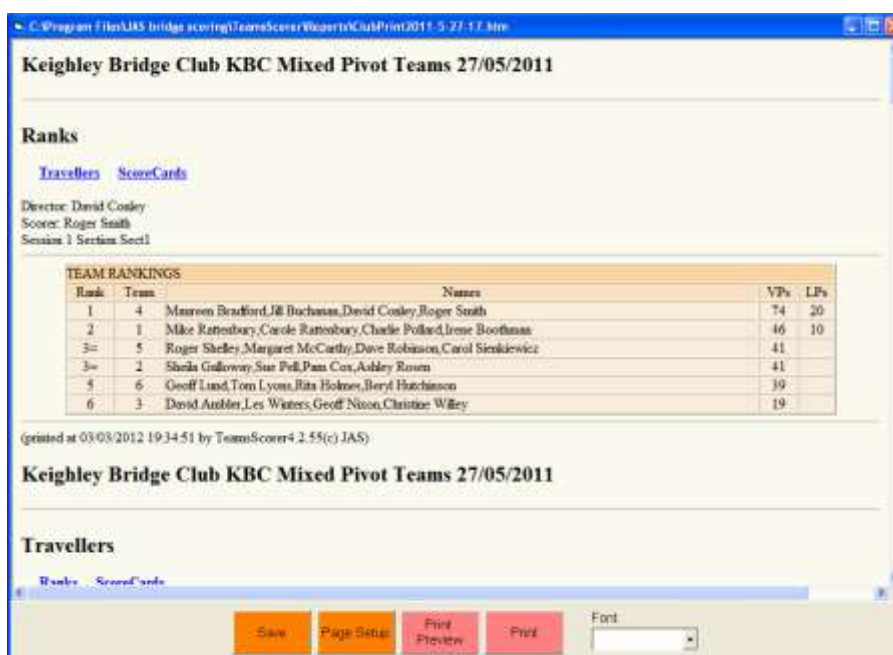 C:\Program Files\JAS bridge scoring\TeamsScorer\Reports\ClubPrint2011-5-27-17.htm
Keighley Bridge Club KBC Mixed Pivot Teams 27/05/2011
Ranks
Travellers ScoreCards
Director: David Conley
Scorer: Roger Smith
Session 1 Section Sect1
TEAM RANKINGS
Rank Team Names VPs LPs
1 4 Maureen Bradford,Jill Buchanan,David Conley,Roger Smith 74 20
2 1 Mike Rattenbury,Carole Rattenbury,Charlie Pollard,Irene Boothman 46 10
3= 5 Roger Shelley,Margaret McCarthy,Dave Robinson,Carol Sienkiewicz 41
3= 2 Sheila Galloway,Sue Pell,Pam Cox,Ashley Rosen 41
5 6 Geoff Lund,Tom Lyons,Rita Holmes,Beryl Hutchinson 39
6 3 David Ambler,Les Winters,Geoff Nixon,Christine Willey 19
(printed at 03/03/2012 19:34:51 by TeamsScorer4.2.55(c) JAS)
Keighley Bridge Club KBC Mixed Pivot Teams 27/05/2011
Travellers
Ranks ScoreCards
Save Page Setup Print Preview Print Font